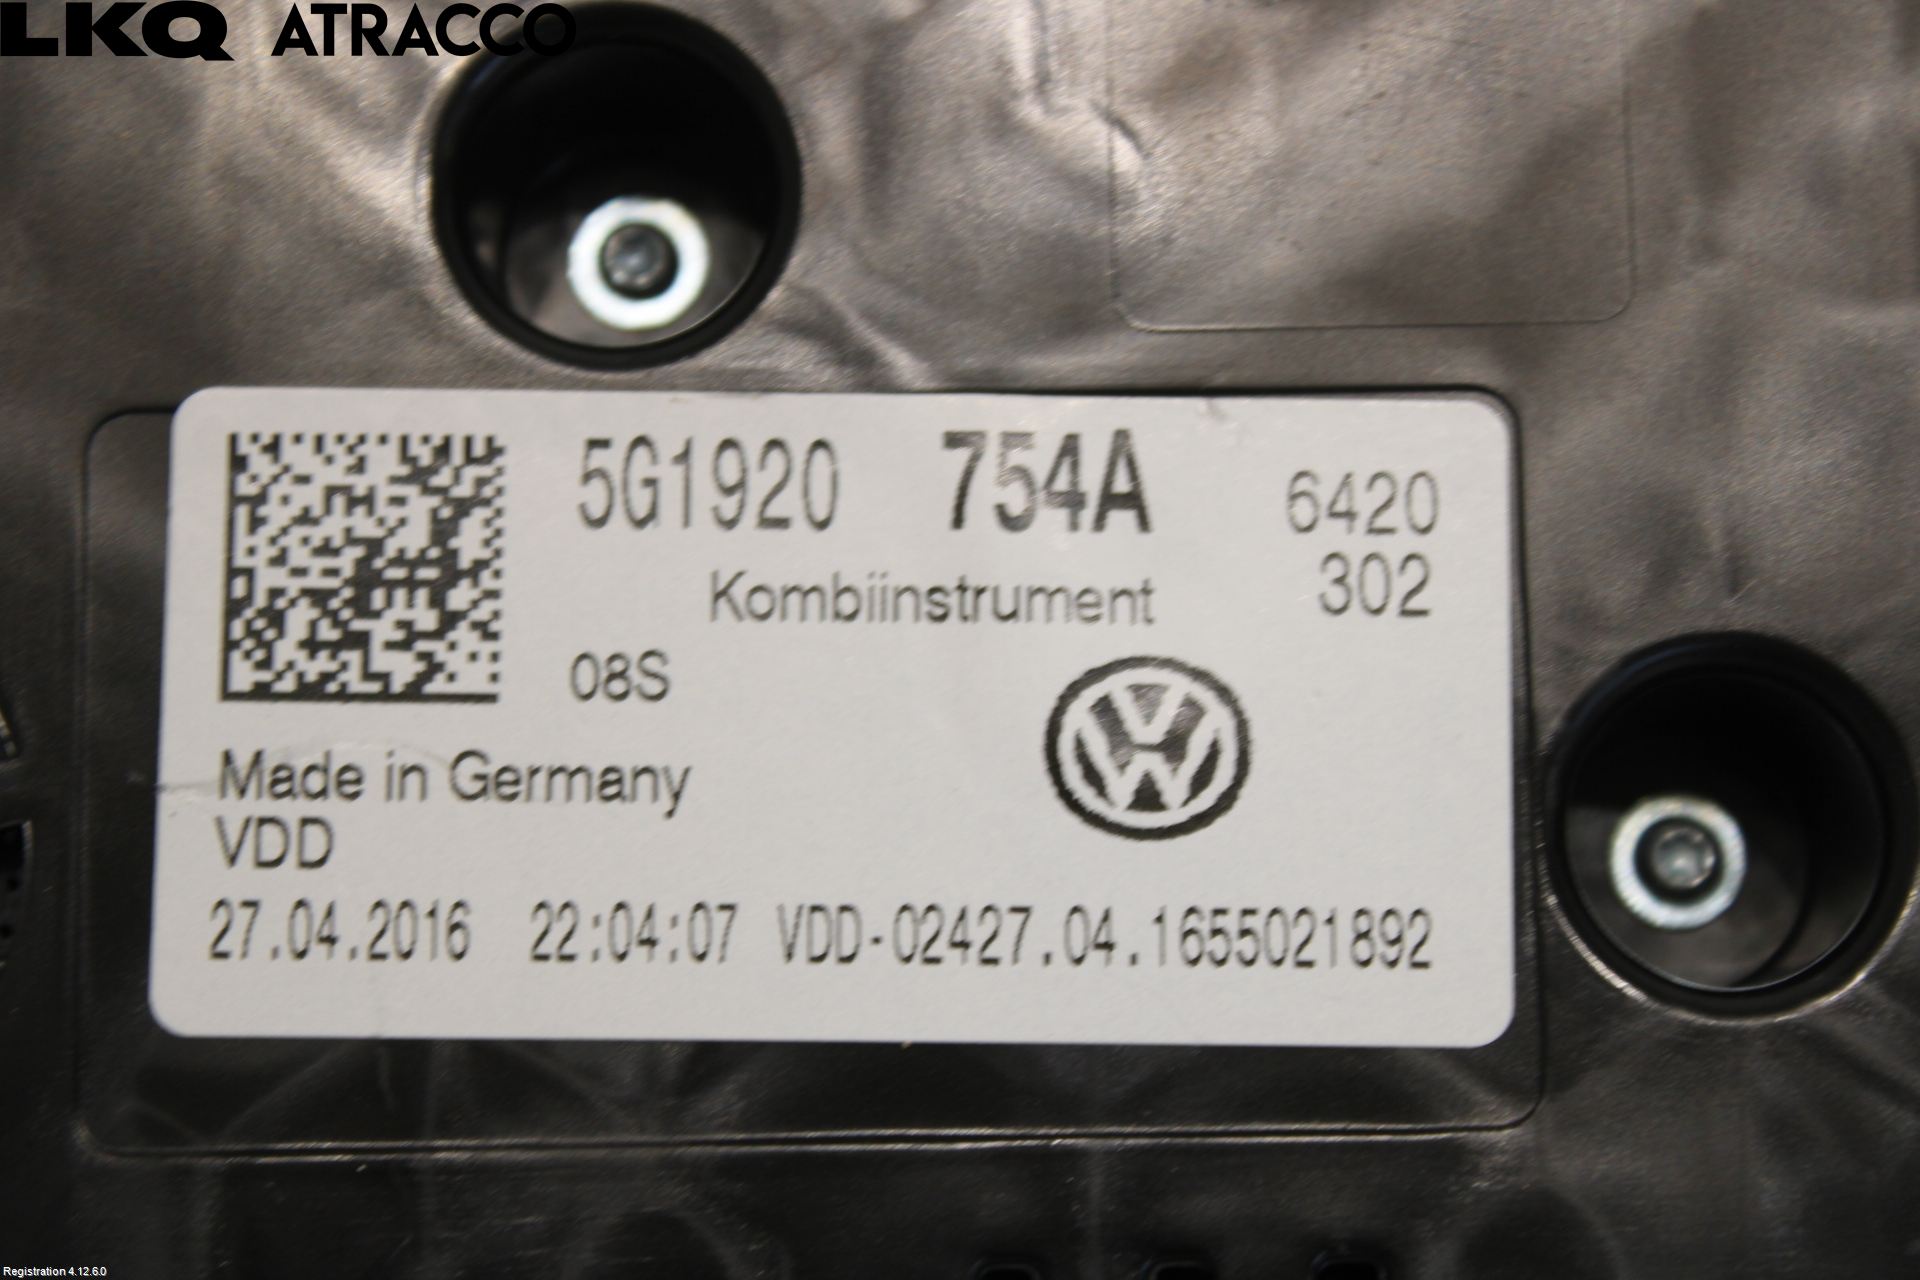 LKQ ATRACCO
5G1920 754A 6420
Kombiinstrument 302
08S
Made in Germany
VDD
27.04.2016 22:04:07 VDD-02427.04.1655021892
Registration 4.12.6.0